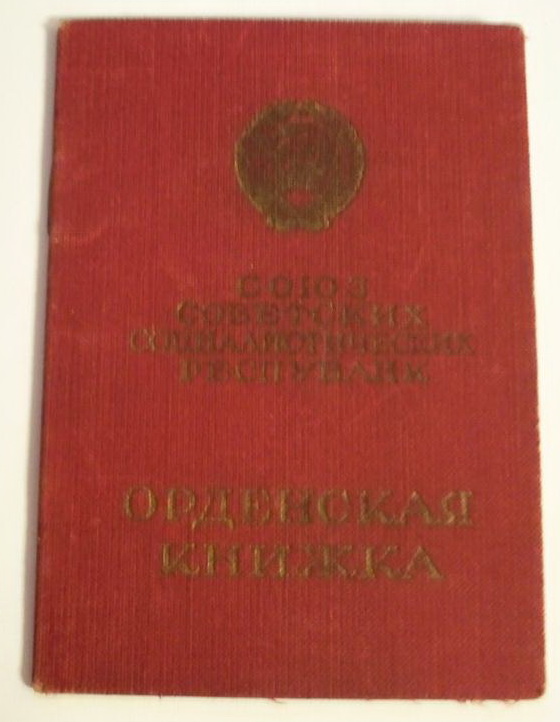 СОЮЗ
СОВЕТСКИХ
СОЦИАЛИСТИЧЕСКИХ
РЕСПУБЛИК
ОРДЕНСКАЯ
КНИЖКА